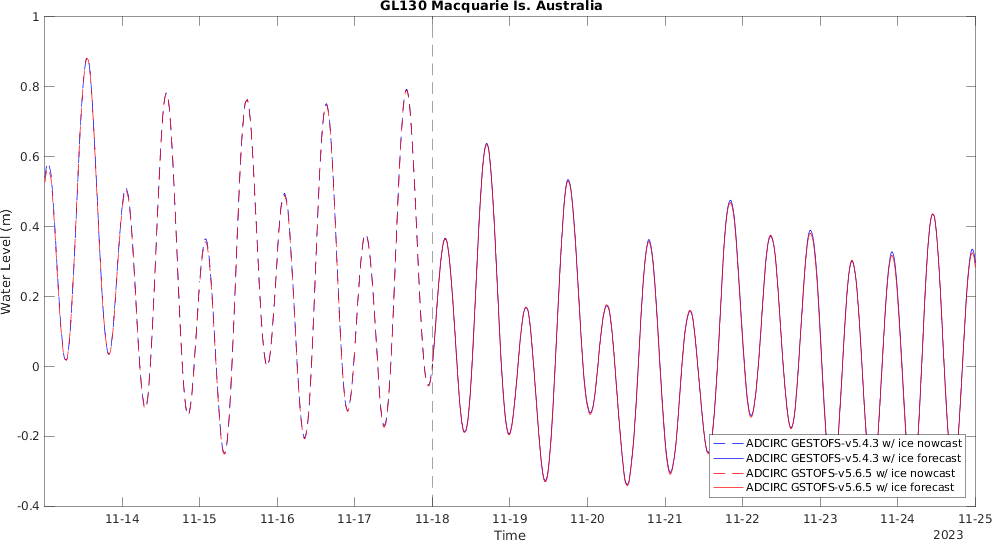 GL130 Macquarie Is. Australia
1
0.8
0.6
0.4
0.2
0
-0.2
-0.4
Water Level (m)
ADCIRC GESTOFS-v5.4.3 w/ ice nowcast
ADCIRC GESTOFS-v5.4.3 w/ ice forecast
ADCIRC GSTOFS-v5.6.5 w/ ice nowcast
ADCIRC GSTOFS-v5.6.5 w/ ice forecast
11-14 11-15 11-16 11-17 11-18 11-19 11-20 11-21 11-22 11-23 11-24 11-25
Time
2023